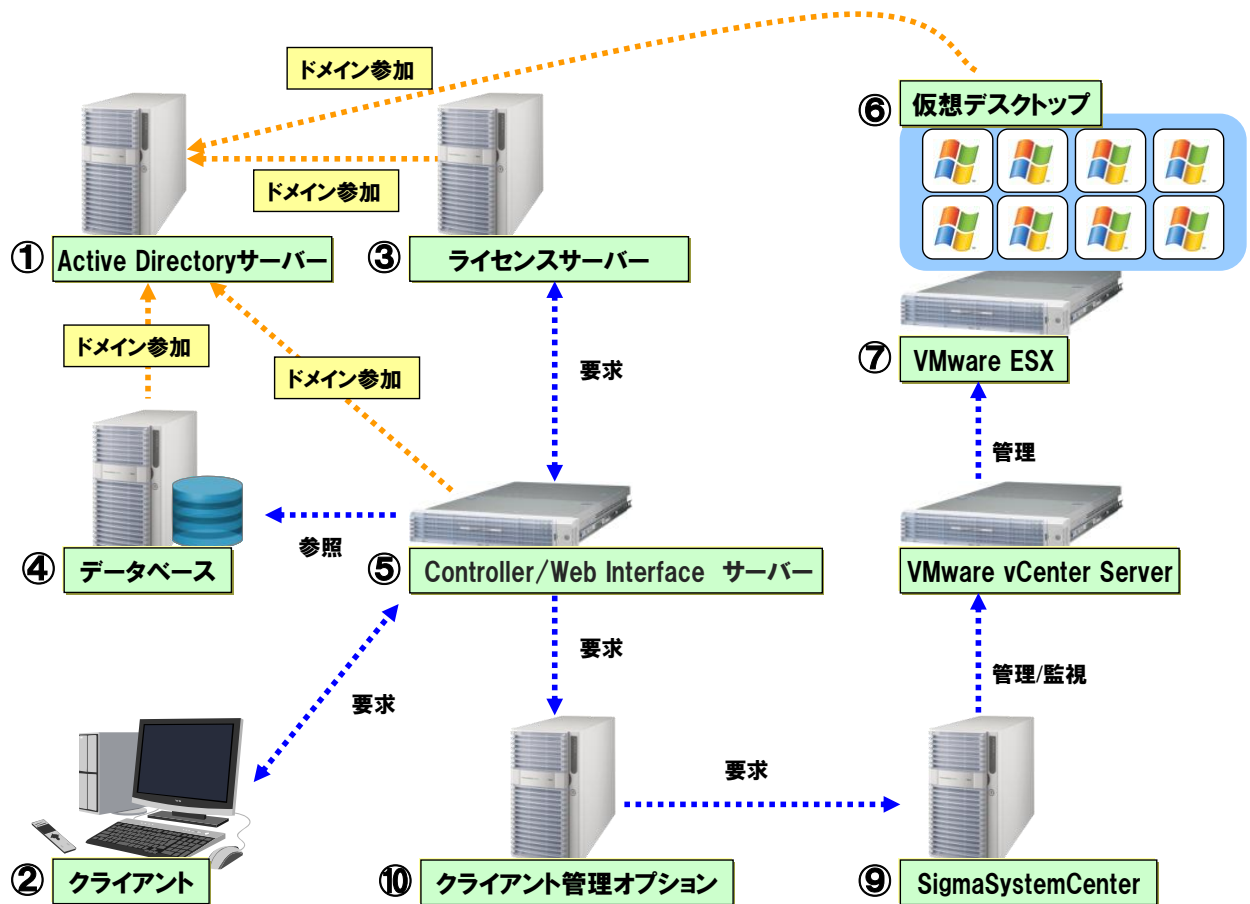 ドメイン参加
⑥ 仮想デスクトップ
ドメイン参加
① Active Directoryサーバー
③ ライセンスサーバー
ドメイン参加
ドメイン参加
要求
⑦ VMware ESX
管理
参照
④ データベース
⑤ Controller/Web Interface サーバー
VMware vCenter Server
要求
要求
管理/監視
要求
② クライアント
⑩ クライアント管理オプション
⑨ SigmaSystemCenter